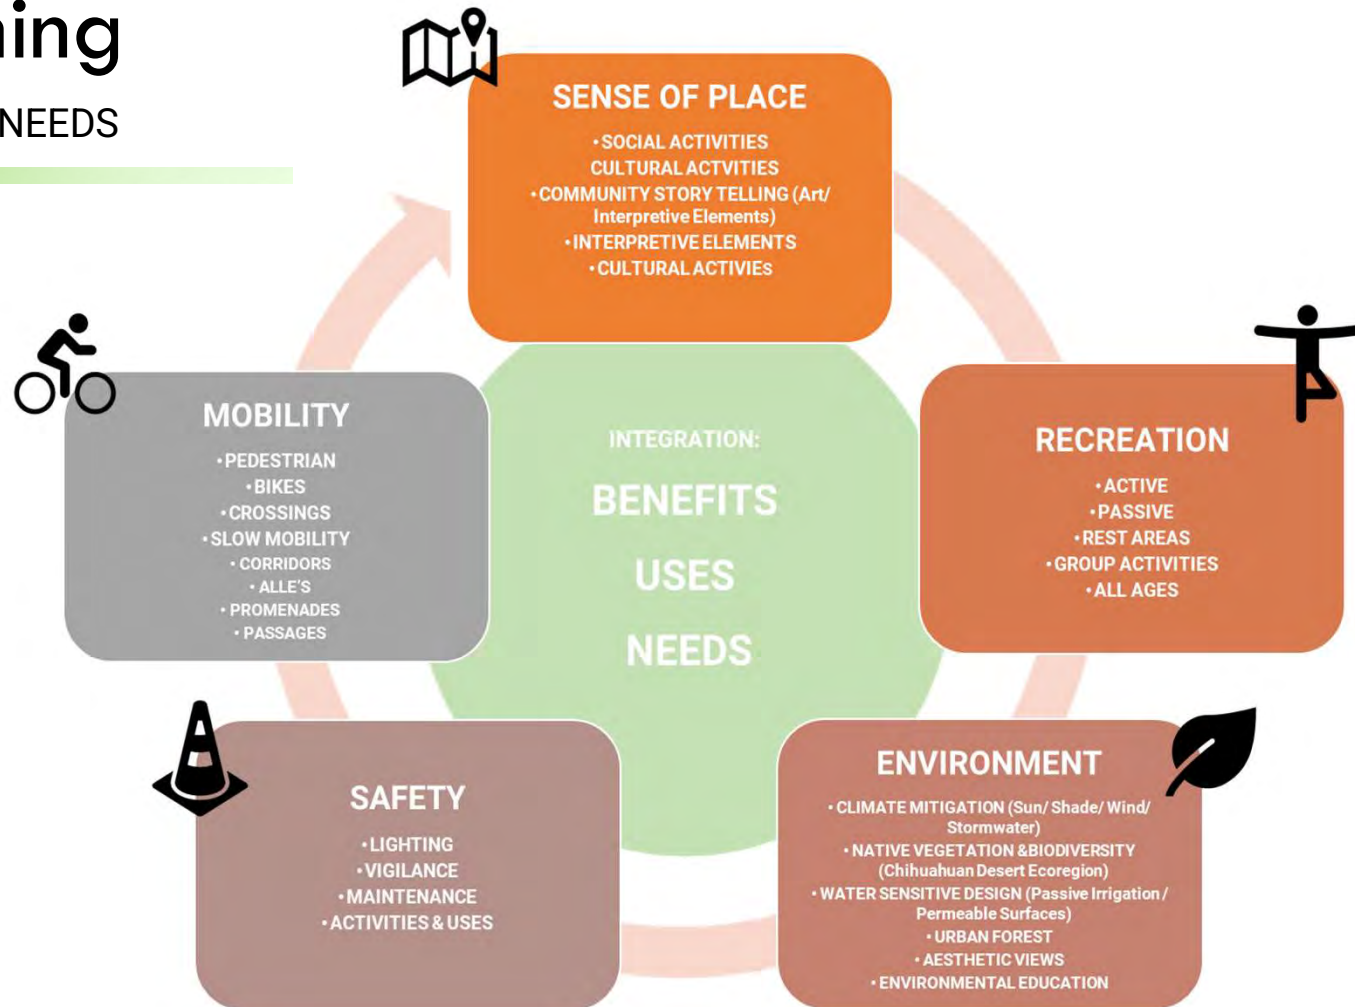 ning
NEEDS
SENSE OF PLACE
•SOCIAL ACTIVITIES
CULTURAL ACTVITIES
•COMMUNITY STORY TELLING (Art/
Interpretive Elements)
•INTERPRETIVE ELEMENTS
•CULTURAL ACTIVIEs
MOBILITY
•PEDESTRIAN
•BIKES
•CROSSINGS
•SLOW MOBILITY
• CORRIDORS
• ALLE'S
• PROMENADES
• PASSAGES
INTEGRATION:
BENEFITS
USES
NEEDS
RECREATION
•ACTIVE
•PASSIVE
•REST AREAS
•GROUP ACTIVITIES
•ALL AGES
SAFETY
•LIGHTING
•VIGILANCE
•MAINTENANCE
•ACTIVITIES & USES
ENVIRONMENT
• CLIMATE MITIGATION (Sun/ Shade/ Wind/
Stormwater)
• NATIVE VEGETATION &BIODIVERSITY
(Chihuahuan Desert Ecoregion)
• WATER SENSITIVE DESIGN (Passive Irrigation /
Permeable Surfaces)
• URBAN FOREST
• AESTHETIC VIEWS
• ENVIRONMENTAL EDUCATION